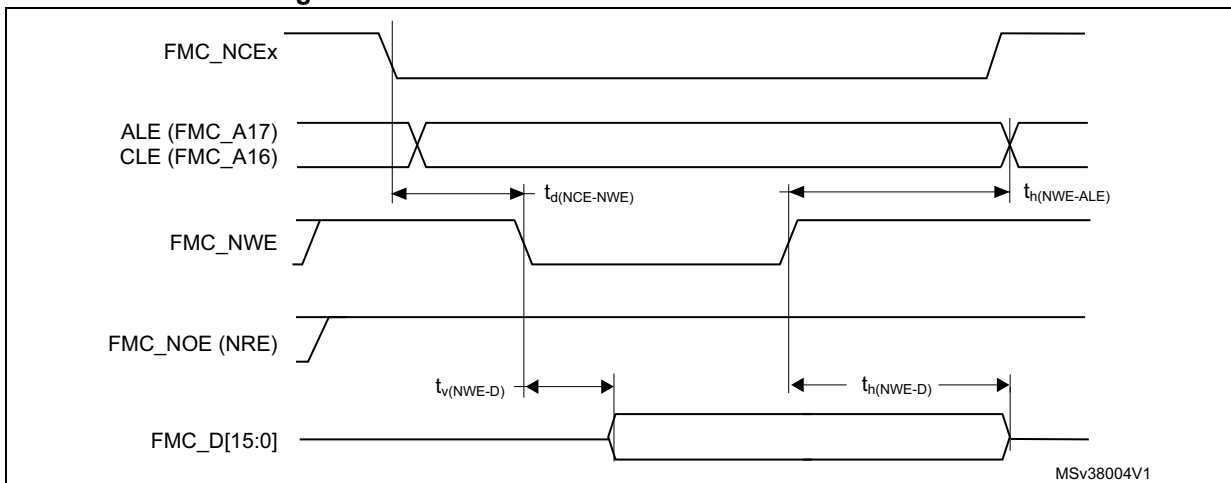 FMC_NCEx
ALE (FMC_A17)
CLE (FMC_A16)
td(NCE-NWE)
th(NWE-ALE)
FMC_NWE
FMC_NOE (NRE)
tv(NWE-D)
th(NWE-D)
FMC_D[15:0]
MSv38004V1